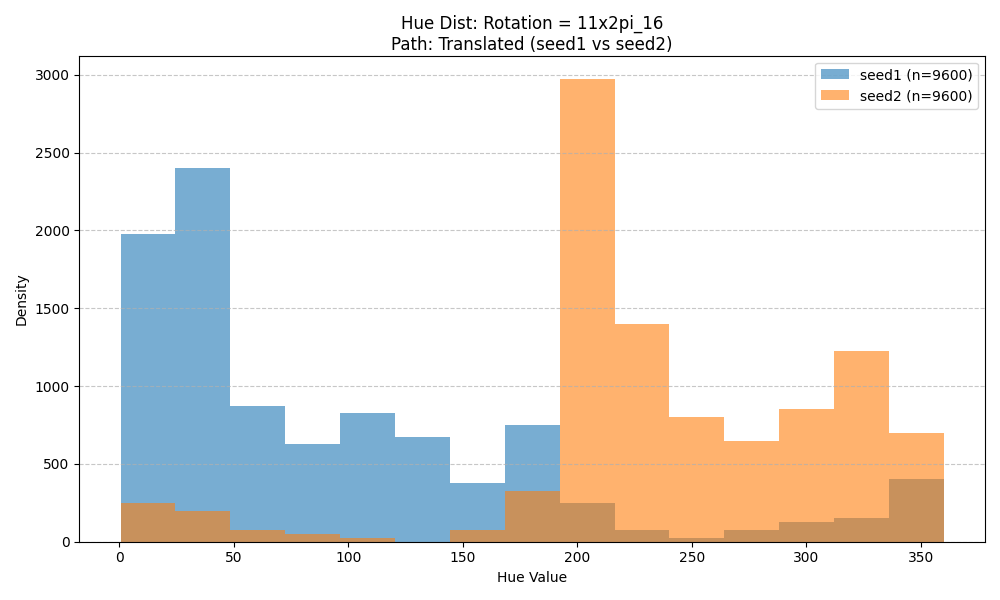 Hue Dist: Rotation = 11x2pi_16
Path: Translated (seed1 vs seed2)
seed1 (n=9600)
seed2 (n=9600)
Density
3000
2500
2000
1500
1000
500
0
0 50 100 150 200 250 300 350
Hue Value